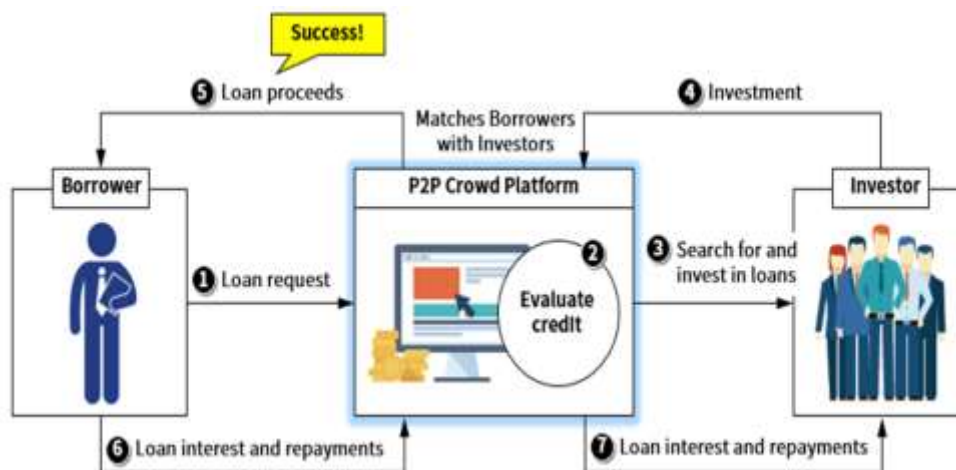 Success!
5 Loan proceeds
4 Investment
Matches Borrowers
with Investors
Borrower
P2P Crowd Platform
Investor
1 Loan request
2
Evaluate
credit
3 Search for and
invest in loans
6 Loan interest and repayments
7 Loan interest and repayments